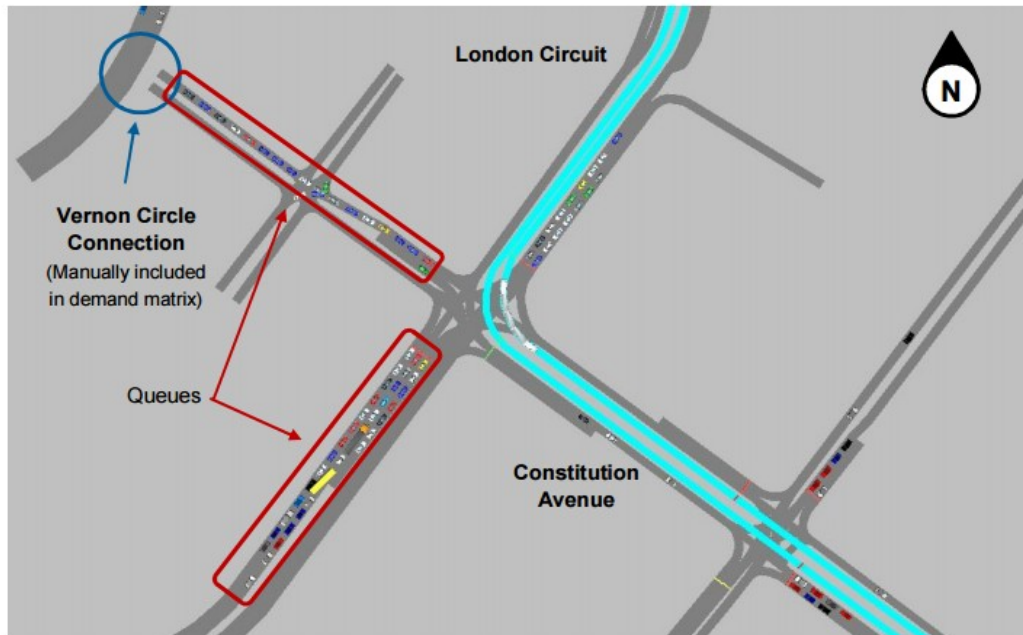 London Circuit
N
Vernon Circle
Connection
(Manually included
in demand matrix)
Queues
Constitution
Avenue